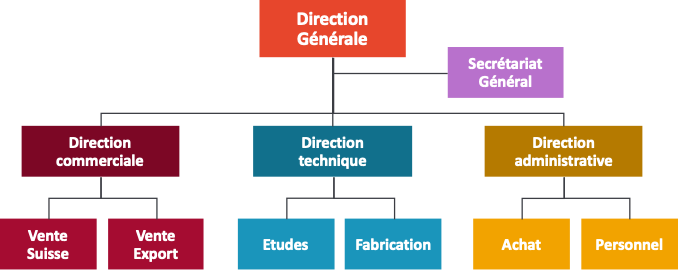 Direction
Générale
Secrétariat
Général
Direction
commerciale
Direction
technique
Direction
administrative
Vente
Suisse
Vente
Export
Etudes
Fabrication
Achat
Personnel